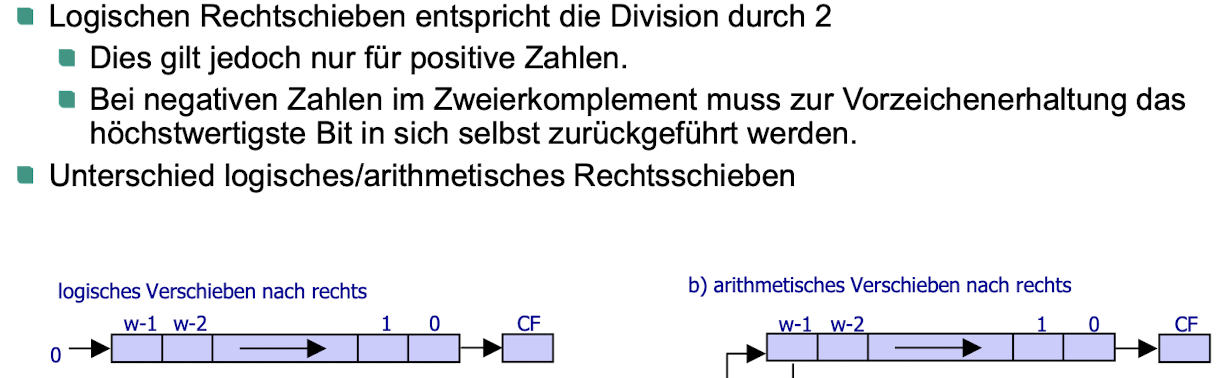 Logischen Rechtschieben entspricht die Division durch 2
Dies gilt jedoch nur für positive Zahlen.
Bei negativen Zahlen im Zweierkomplement muss zur Vorzeichenerhaltung das
höchstwertigste Bit in sich selbst zurückgeführt werden.
Unterschied logisches/arithmetisches Rechtsschieben
logisches Verschieben nach rechts
w-1 w-2 1 0 CF
0
b) arithmetisches Verschieben nach rechts
w-1 w-2 1 0 CF